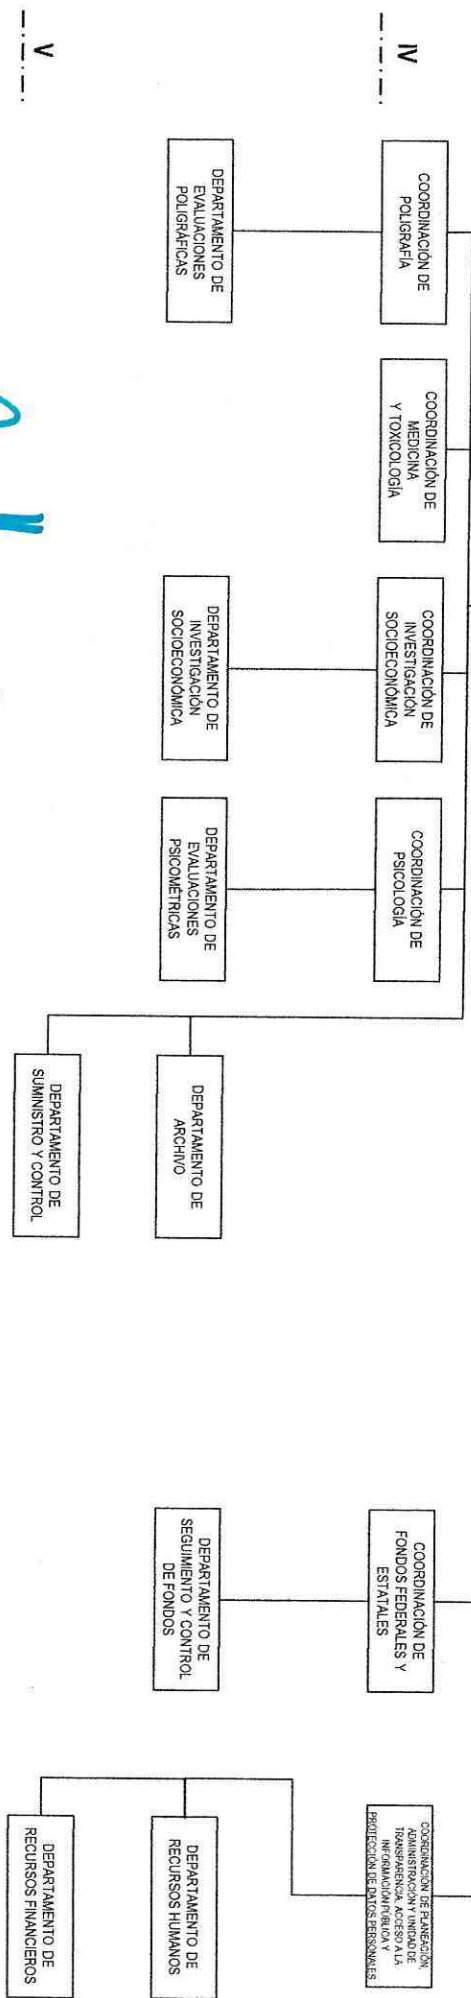 IV
COORDINACIÓN DE
POLIGRAFÍA
COORDINACIÓN DE
MEDICINA
Y TOXICOLOGÍA
COORDINACIÓN DE
INVESTIGACIÓN
SOCIOECONÓMICA
COORDINACIÓN DE
PSICOLOGÍA
COORDINACIÓN DE
FONDOS FEDERALES Y
ESTATALES
COORDINACIÓN DE PLANEACIÓN,
ADMINISTRACIÓN Y UNIDAD DE
TRANSPARENCIA, ACCESO A LA
INFORMACIÓN PÚBLICA Y
PROTECCIÓN DE DATOS PERSONALES
DEPARTAMENTO DE
EVALUACIONES
POLIGRÁFICAS
DEPARTAMENTO DE
INVESTIGACIÓN
SOCIOECONÓMICA
DEPARTAMENTO DE
EVALUACIONES
PSICOMÉTRICAS
DEPARTAMENTO DE
ARCHIVO
DEPARTAMENTO DE
SEGUIMIENTO Y CONTROL
DE FONDOS
DEPARTAMENTO DE
RECURSOS HUMANOS
V
DEPARTAMENTO DE
SUMINISTRO Y CONTROL
DEPARTAMENTO DE
RECURSOS FINANCIEROS